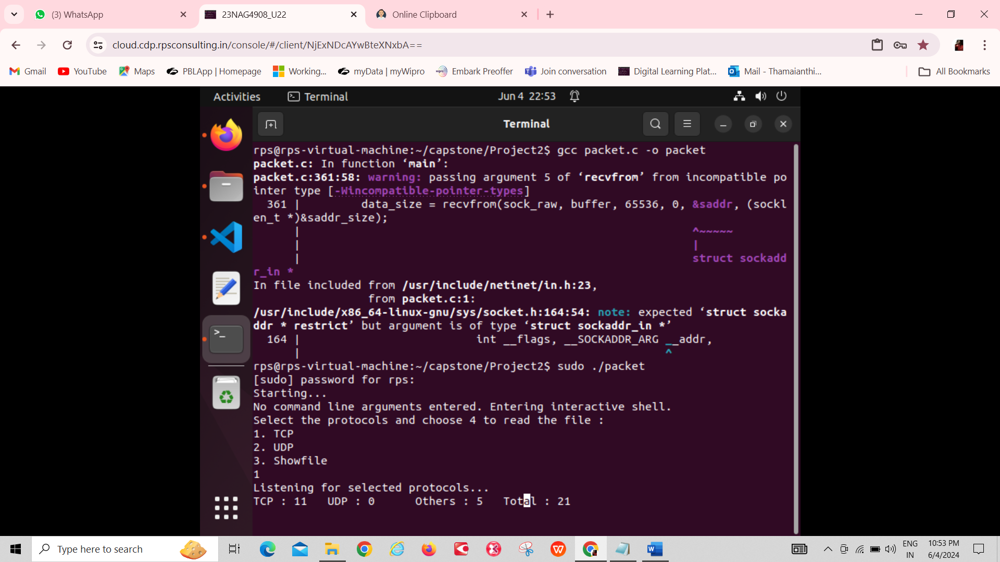 (3) WhatsApp
23NAG4908_U22
Online Clipboard
cloud.cdp.rpsconsulting.in/console/#/client/NjExNDcAYwBteXNxbA==
Gmail YouTube Maps PBLApp | Homepage Working... myData | myWipro Embark Preoffer Join conversation Digital Learning Plat... Mail - Thamaianthi... All Bookmarks
Activities Terminal Jun 4 22:53
Terminal
rps@rps-virtual-machine:~/capstone/Project2$ gcc packet.c -o packet
packet.c: In function ‘main’:
packet.c:361:58: warning: passing argument 5 of ‘recvfrom’ from incompatible po
inter type [-Wincompatible-pointer-types]
361 | data_size = recvfrom(sock_raw, buffer, 65536, 0, &saddr, (sockl
en_t *)&saddr_size);
| ^~~~~~
| |
| struct sockadd
r_in *
In file included from /usr/include/netinet/in.h:23,
from packet.c:1:
/usr/include/x86_64-linux-gnu/sys/socket.h:164:54: note: expected ‘struct socka
ddr * restrict’ but argument is of type ‘struct sockaddr_in *’
164 | int __flags, __SOCKADDR_ARG __addr,
| ^
rps@rps-virtual-machine:~/capstone/Project2$ sudo ./packet
[sudo] password for rps:
Starting...
No command line arguments entered. Entering interactive shell.
Select the protocols and choose 4 to read the file :
1. TCP
2. UDP
3. Showfile
1
Listening for selected protocols...
TCP : 11 UDP : 0 Others : 5 Total : 21
Type here to search
ENG
IN
10:53 PM
6/4/2024